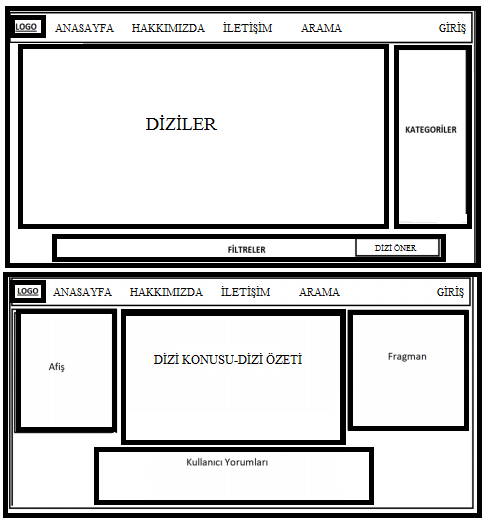 LOGO ANASAYFA HAKKIMIZDA İLETİŞİM ARAMA GİRİŞ
DİZİLER
KATEGORİLER
FİLTRELER
DİZİ ÖNER
LOGO ANASAYFA HAKKIMIZDA İLETİŞİM ARAMA GİRİŞ
Afiş
DİZİ KONUSU-DİZİ ÖZETİ
Fragman
Kullanıcı Yorumları